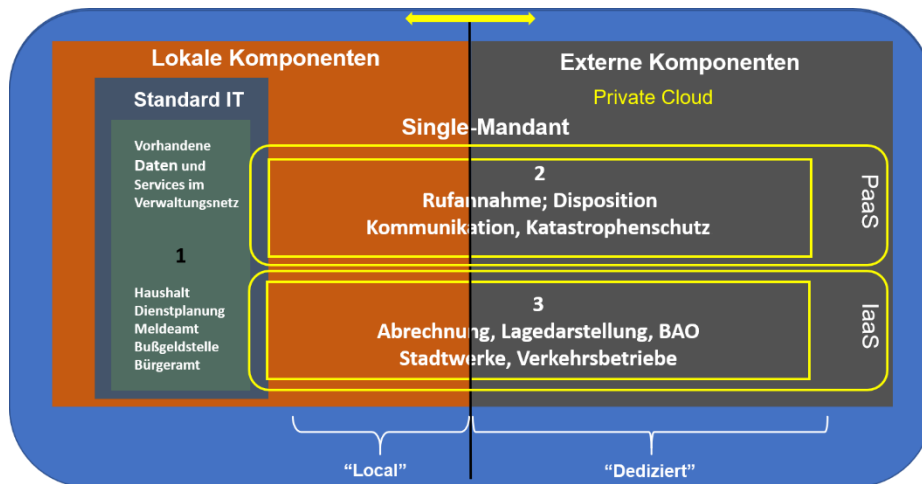 Lokale Komponenten
Externe Komponenten
Standard IT
Private Cloud
Single-Mandant
Vorhandene
Daten und
Services im
Verwaltungsnetz
1
Haushalt
Dienstplanung
Meldeamt
Bußgeldstelle
Bürgeramt
2
Rufannahme; Disposition
Kommunikation, Katastrophenschutz
PaaS
3
Abrechnung, Lagedarstellung, BAO
Stadtwerke, Verkehrsbetriebe
IaaS
“Local”
“Dediziert”